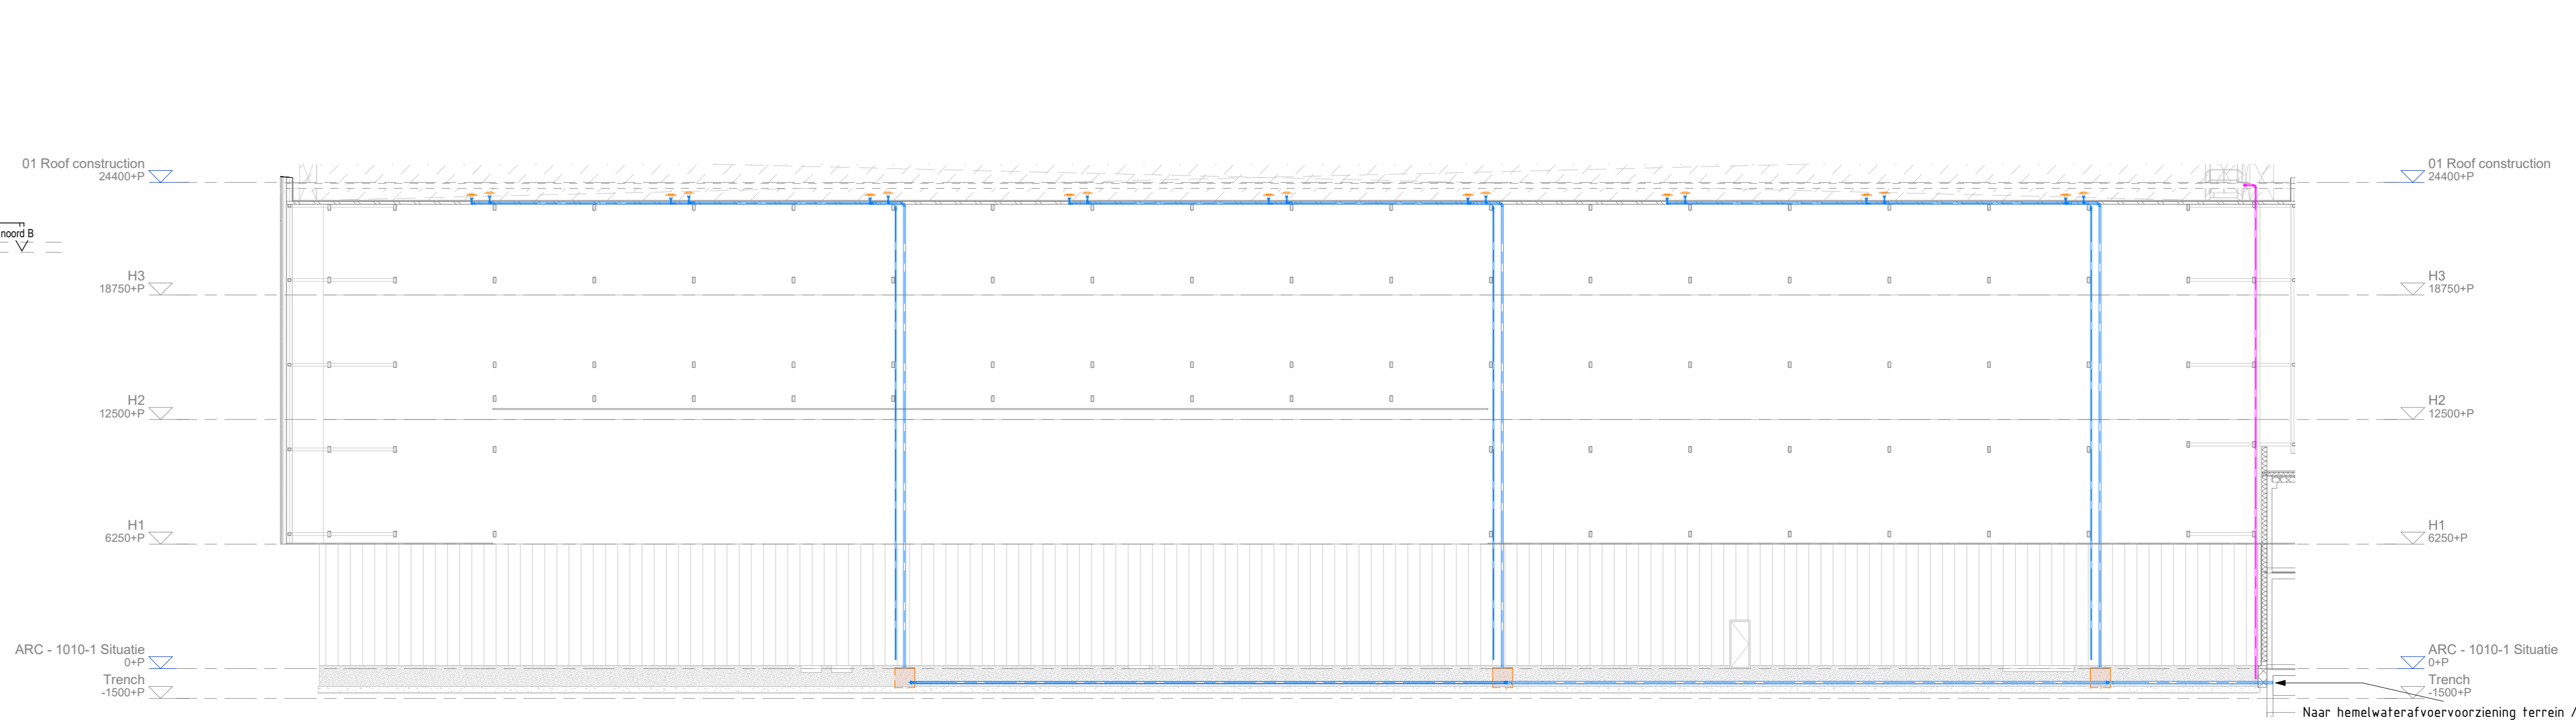 01 Roof construction
24400+P
noord B
H3
18750+P
H2
12500+P
H1
6250+P
ARC - 1010-1 Situatie
0+P
Trench
-1500+P
01 Roof construction
24400+P
H3
18750+P
H2
12500+P
H1
6250+P
ARC - 1010-1 Situatie
0+P
Trench
-1500+P
Naar hemelwaterafvoervoorziening terrein /